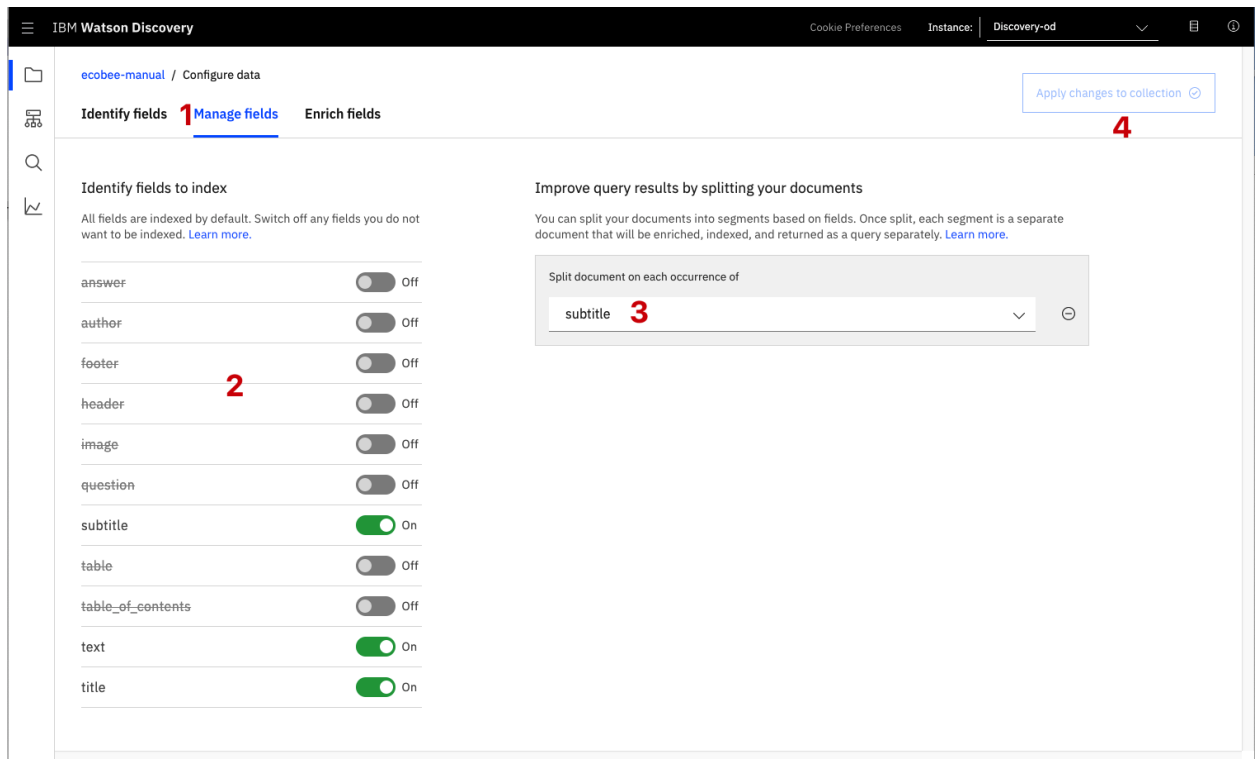 IBM Watson Discovery
Cookie Preferences
Instance:
Discovery-od
ecobee-manual / Configure data
Apply changes to collection
Identify fields
1
Manage fields
Enrich fields
4
Identify fields to index
All fields are indexed by default. Switch off any fields you do not
want to be indexed. Learn more.
answer Off
author Off
footer Off
2
header Off
image Off
question Off
subtitle On
table Off
table_of_contents Off
text On
title On
Improve query results by splitting your documents
You can split your documents into segments based on fields. Once split, each segment is a separate
document that will be enriched, indexed, and returned as a query separately. Learn more.
Split document on each occurrence of
subtitle 3